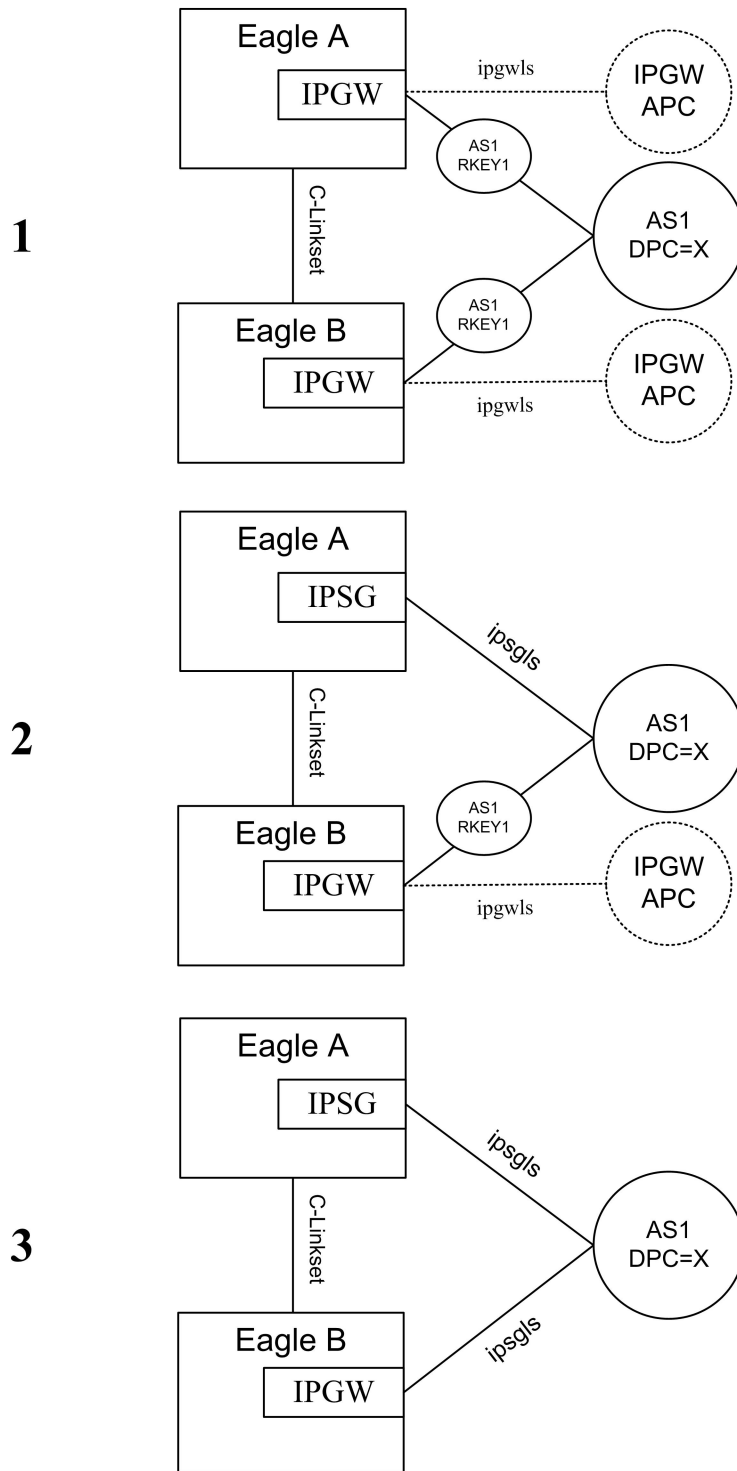 Eagle A
IPGW
ipgwls
IPGW
APC
AS1
RKEY1
1
C-Linkset
AS1
DPC=X
AS1
RKEY1
Eagle B
IPGW
ipgwls
IPGW
APC
Eagle A
IPSG
ipsgls
2
C-Linkset
AS1
DPC=X
AS1
RKEY1
Eagle B
IPGW
ipgwls
IPGW
APC
Eagle A
IPSG
ipsgls
3
C-Linkset
AS1
DPC=X
Eagle B
IPGW
ipsgls